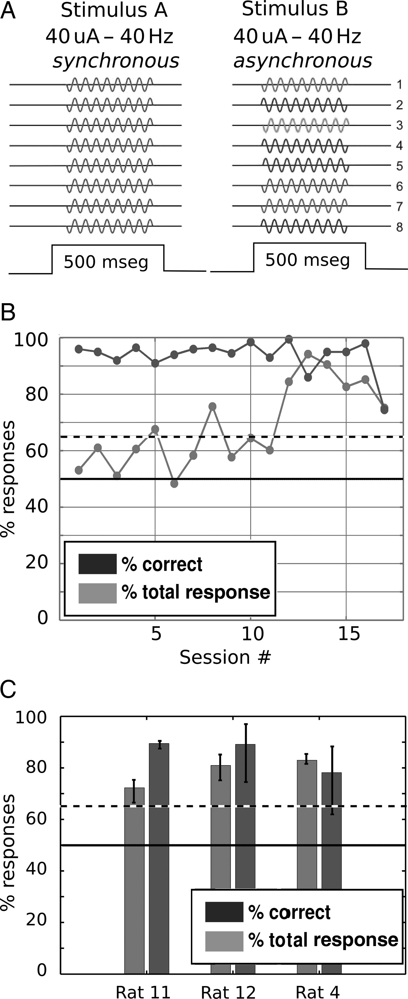 A
Stimulus A
Stimulus B
40 uA – 40 Hz
40 uA – 40 Hz
synchronous
asynchronous
1
2
3
4
5
6
7
8
500 mseg
500 mseg
B
100
80
60
40
20
0
% responses
% correct
% total response
5
10
15
Session #
C
100
80
60
40
20
0
% responses
% correct
% total response
Rat 11
Rat 12
Rat 4